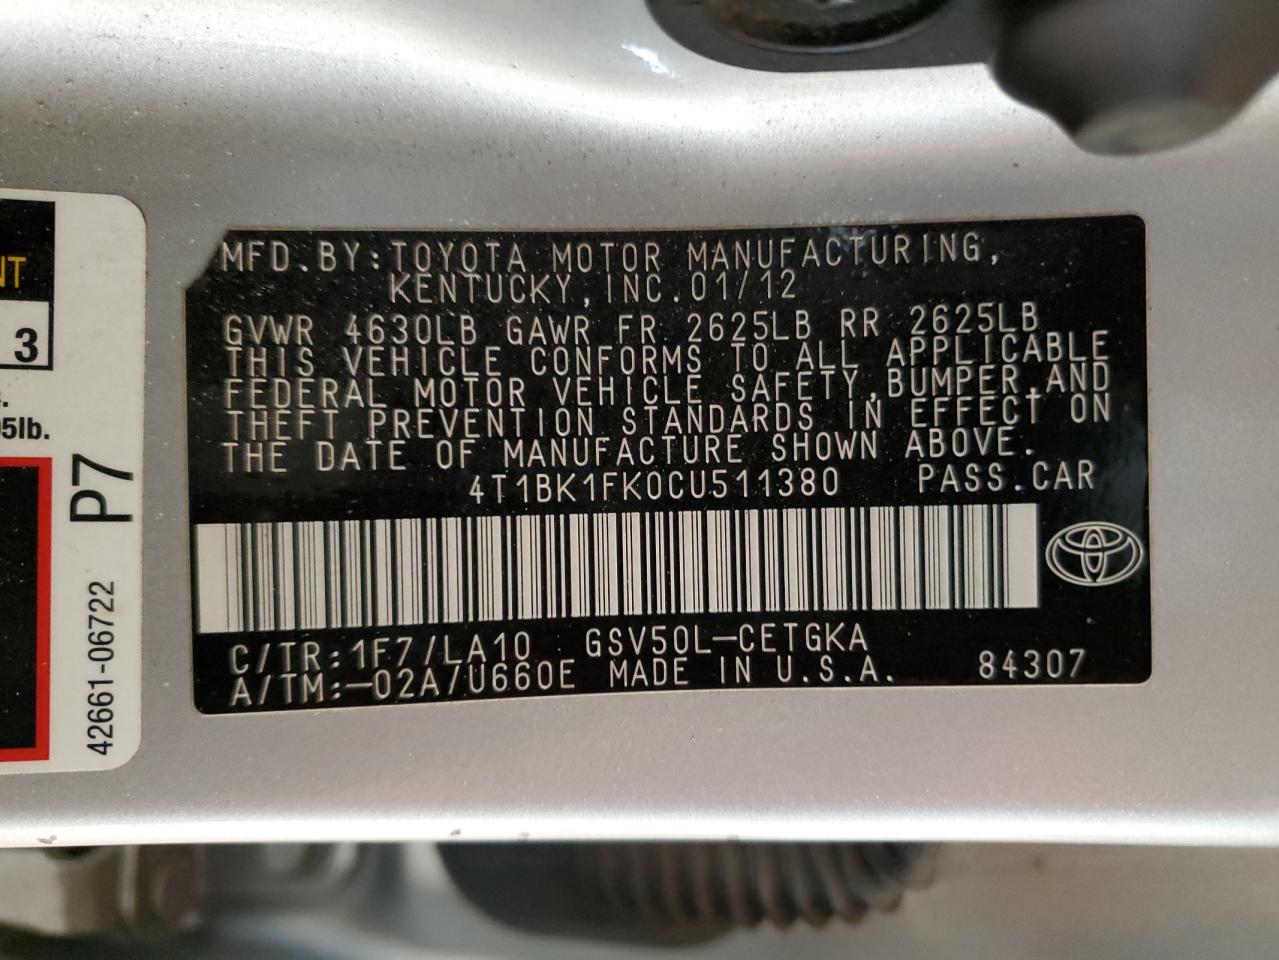 MFD.BY:TOYOTA MOTOR MANUFACTURING,
KENTUCKY,INC.01/12
GVWR 4630LB GAWR FR 2625LB RR 2625LB
THIS VEHICLE CONFORMS TO ALL APPLICABLE
FEDERAL MOTOR VEHICLE SAFETY,BUMPER,AND
THEFT PREVENTION STANDARDS IN EFFECT ON
THE DATE OF MANUFACTURE SHOWN ABOVE.
4T1BK1FK0CU511380 PASS.CAR
C/TR:1F7/LA10 GSV50L-CETGKA
A/TM:-02A/U660E MADE IN U.S.A. 84307
NT
3
5lb.
P7
42661-06722